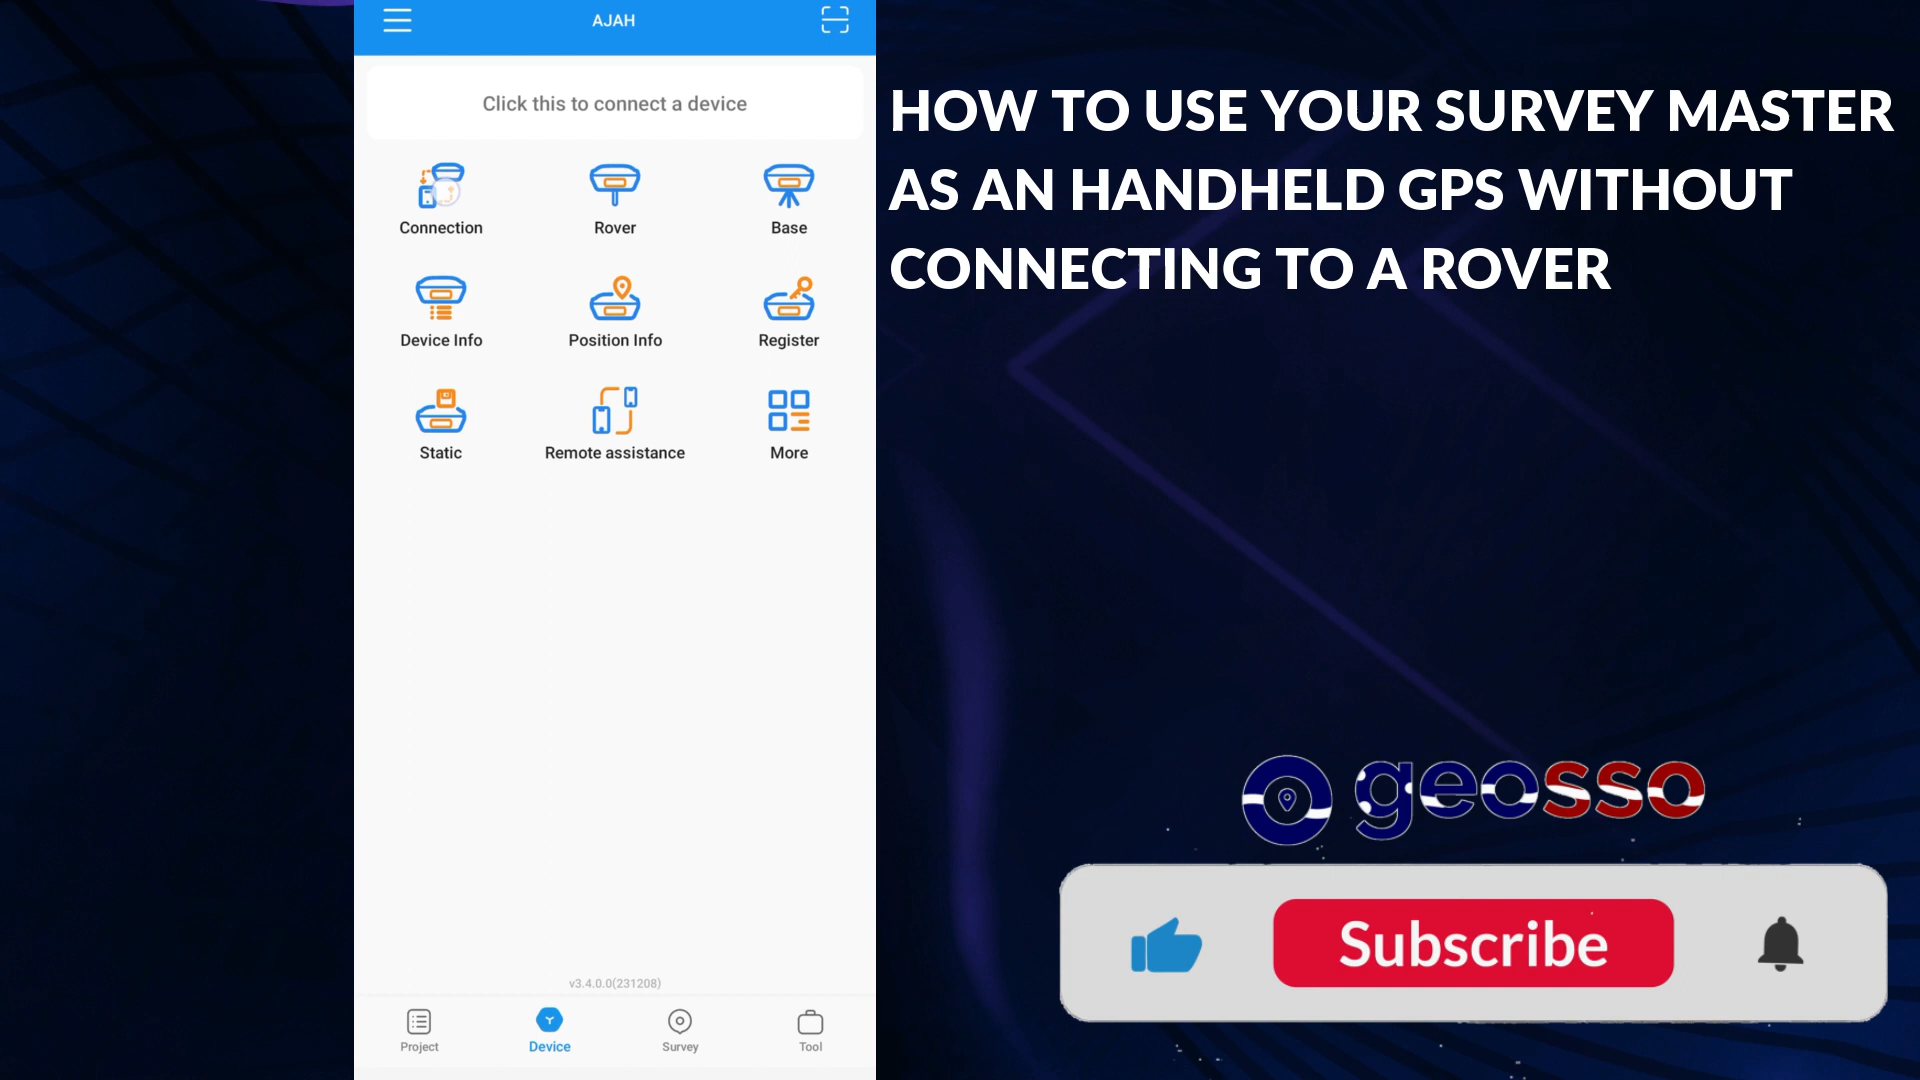 AJAH
Click this to connect a device
Connection
Rover
Base
Device Info
Position Info
Register
Static
Remote assistance
More
v3.4.0.0(231208)
Project
Device
Survey
Tool
HOW TO USE YOUR SURVEY MASTER
AS AN HANDHELD GPS WITHOUT
CONNECTING TO A ROVER
geosso
Subscribe